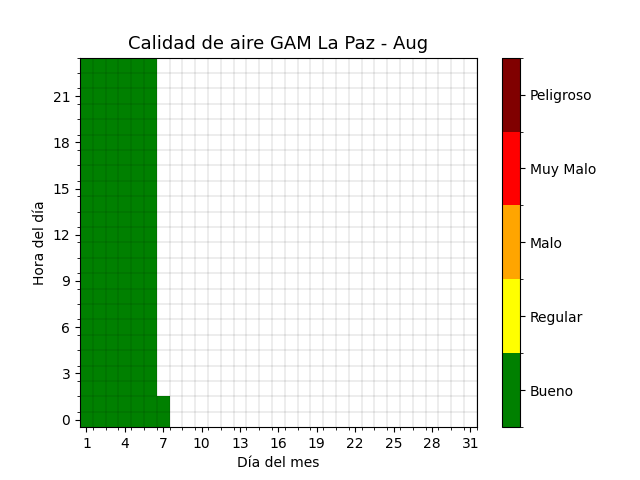 Calidad de aire GAM La Paz - Aug
Hora del día
21
18
15
12
9
6
3
0
1 4 7 10 13 16 19 22 25 28 31
Día del mes
Peligroso
Muy Malo
Malo
Regular
Bueno